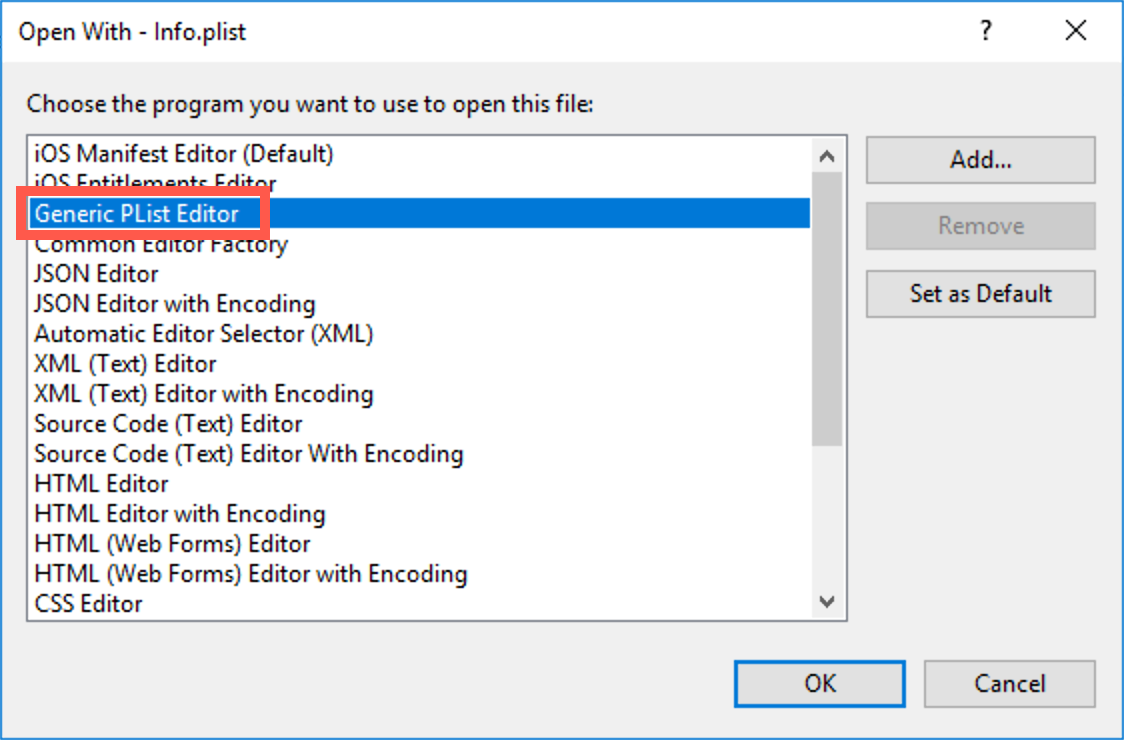 Open With - Info.plist
?
Choose the program you want to use to open this file:
iOS Manifest Editor (Default)
iOS Entitlements Editor
Generic PList Editor
Common Editor Factory
JSON Editor
JSON Editor with Encoding
Automatic Editor Selector (XML)
XML (Text) Editor
XML (Text) Editor with Encoding
Source Code (Text) Editor
Source Code (Text) Editor With Encoding
HTML Editor
HTML Editor with Encoding
HTML (Web Forms) Editor
HTML (Web Forms) Editor with Encoding
CSS Editor
Add...
Remove
Set as Default
OK
Cancel